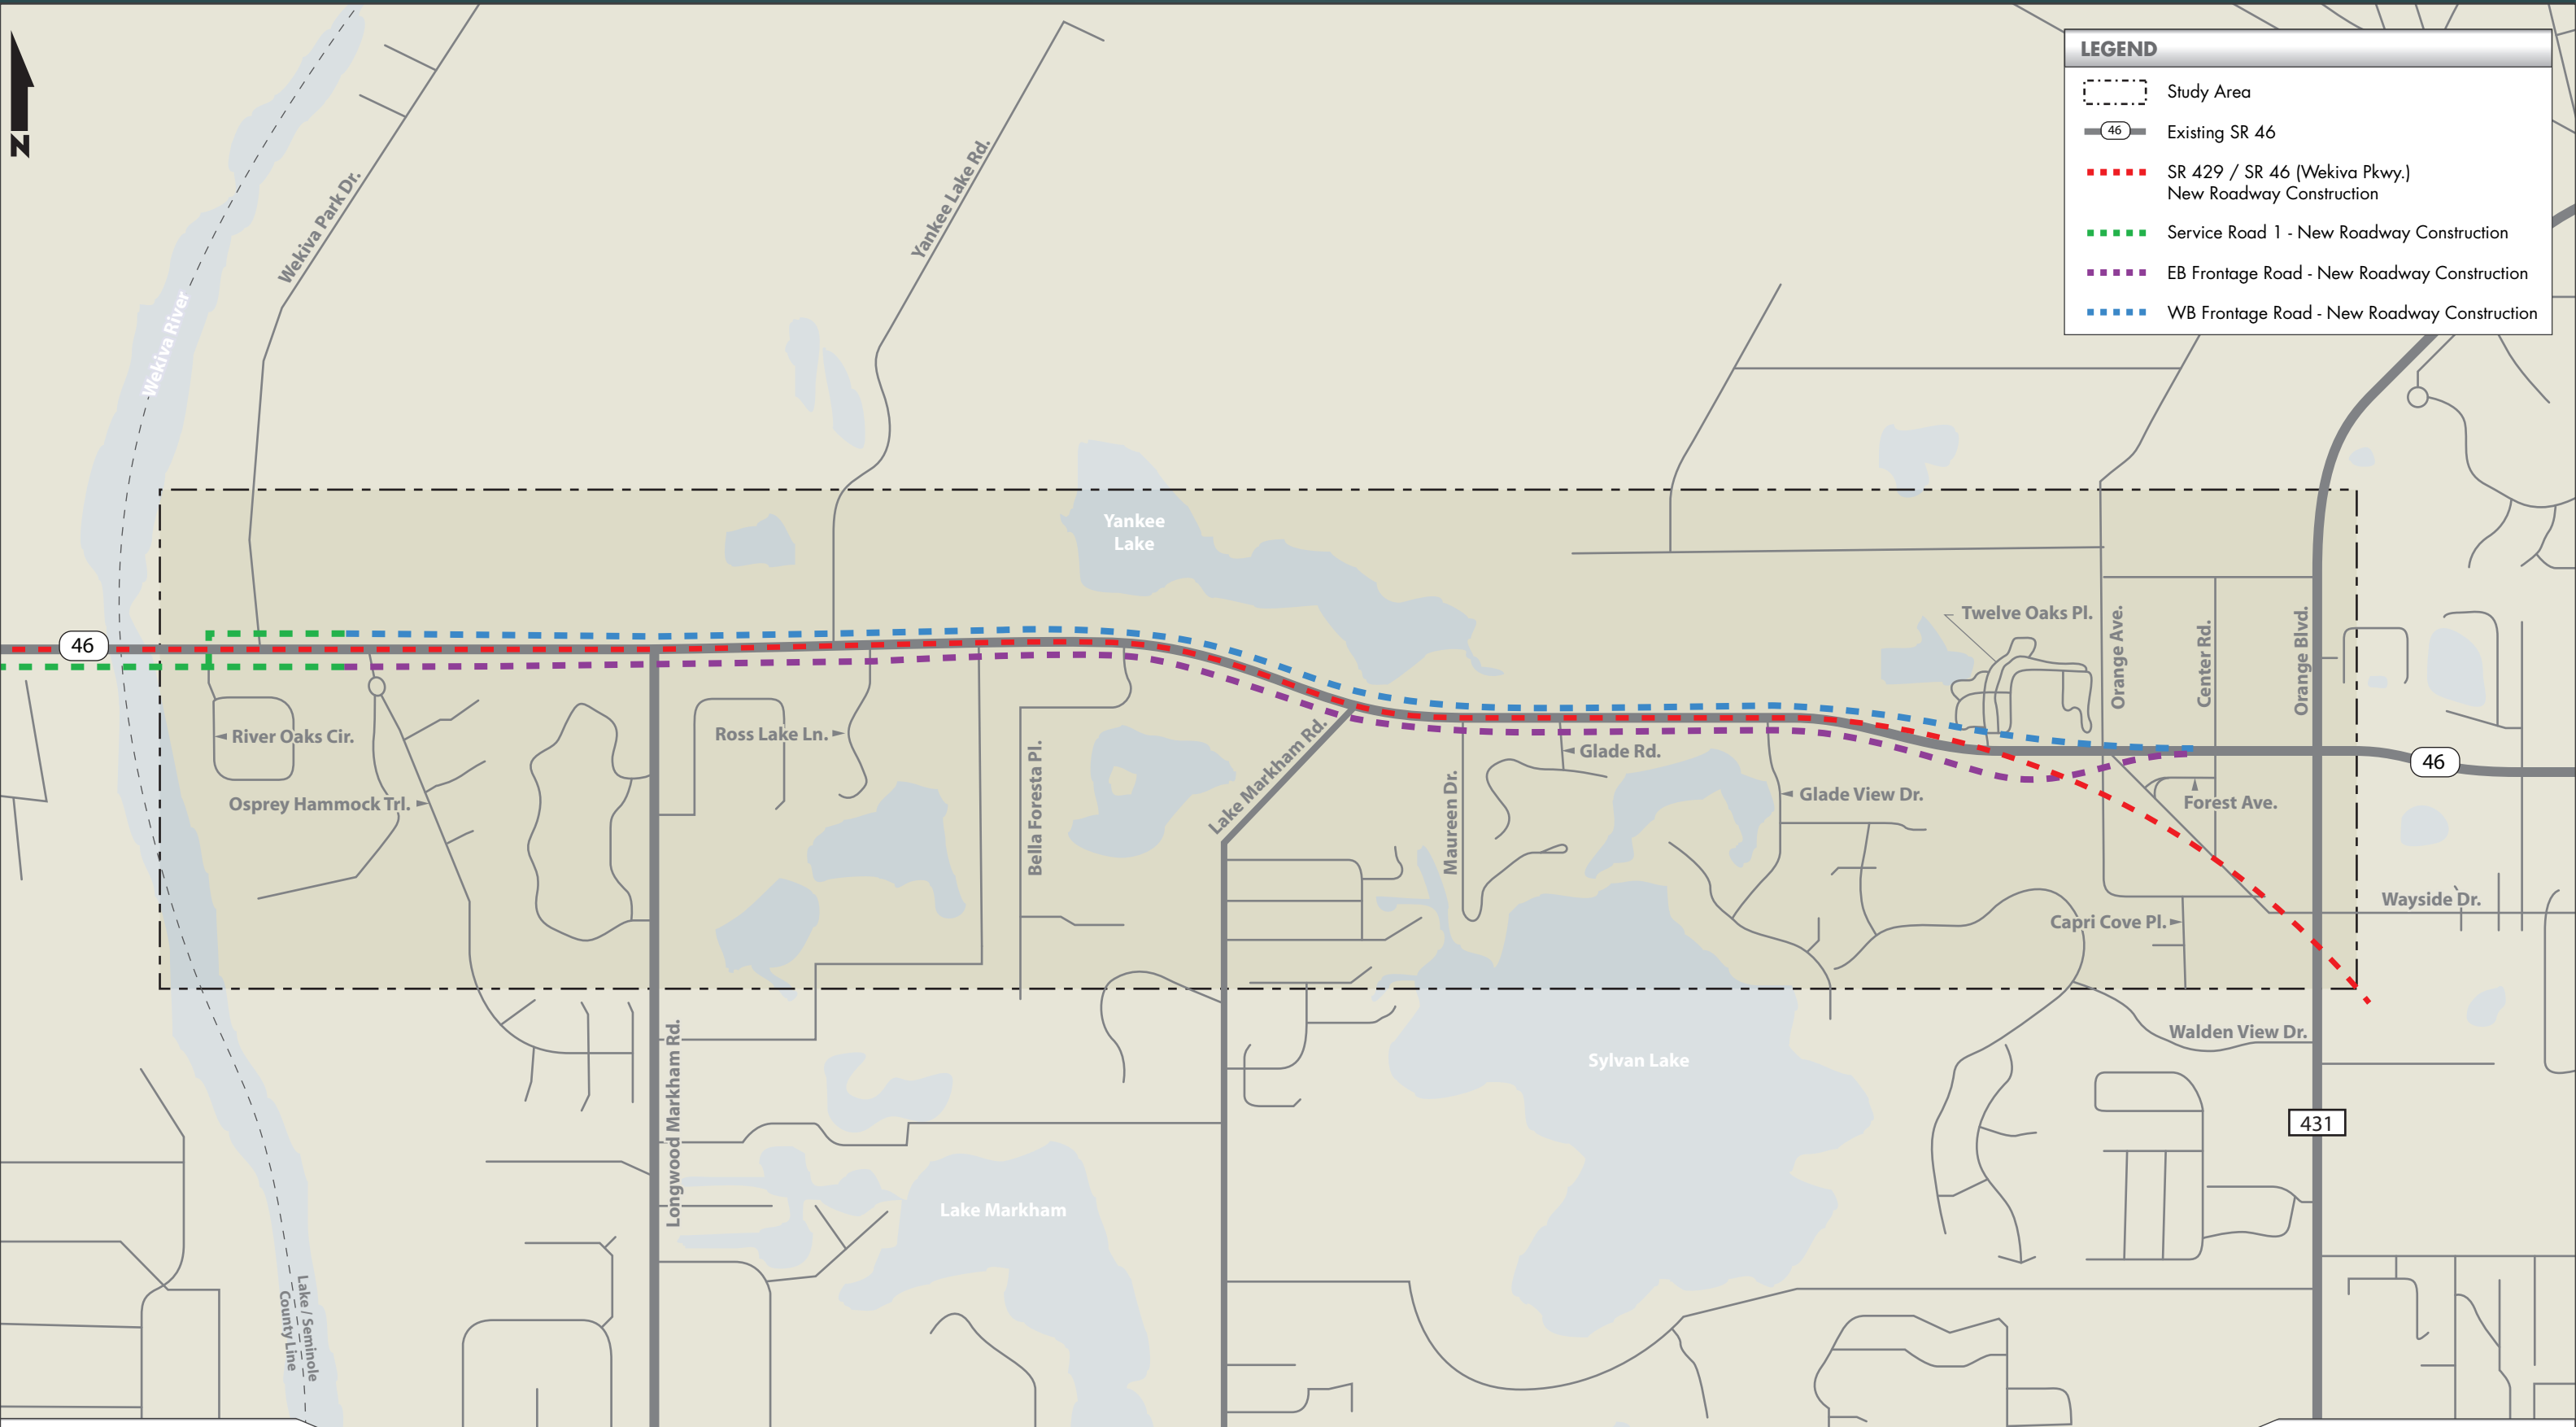 LEGEND
Study Area
46
Existing SR 46
SR 429 / SR 46 (Wekiva Pkwy.)
New Roadway Construction
Service Road 1 - New Roadway Construction
EB Frontage Road - New Roadway Construction
WB Frontage Road - New Roadway Construction
N
Wekiva Park Dr.
Yankee Lake Rd.
Wekiva River
Yankee
Lake
Twelve Oaks Pl.
Orange Ave.
Center Rd.
Orange Blvd.
46
River Oaks Cir.
Ross Lake Ln.
Glade Rd.
46
Osprey Hammock Trl.
Bella Foresta Pl.
Lake Markham Rd.
Maureen Dr.
Glade View Dr.
Forest Ave.
Wayside Dr.
Capri Cove Pl.
Walden View Dr.
Longwood Markham Rd.
Sylvan Lake
431
Lake Markham
Lake / Seminole
County Line